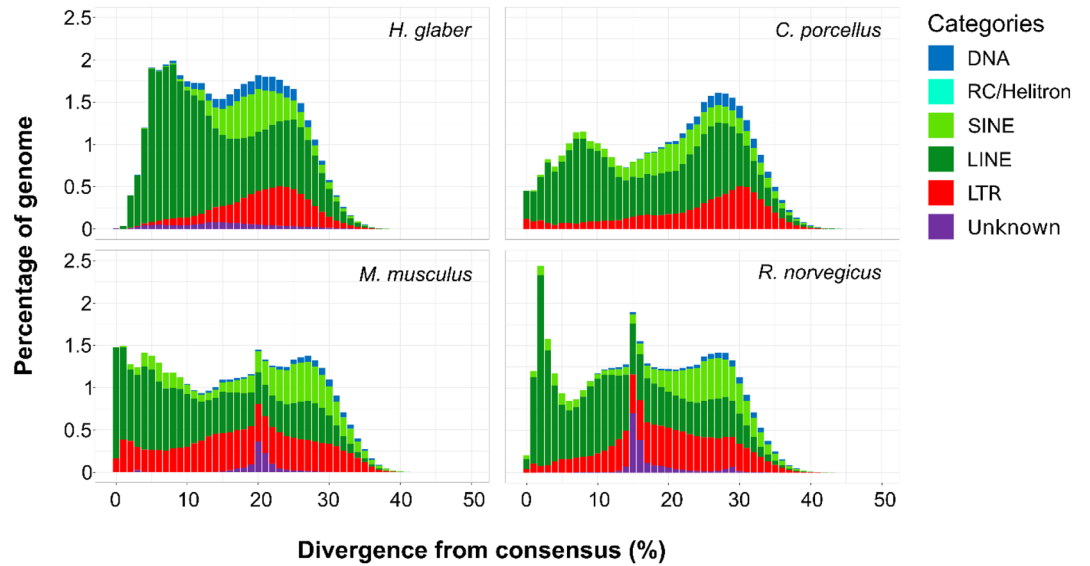 H. glaber
C. porcellus
M. musculus
R. norvegicus
2.5
2
1.5
1
0.5
0
2.5
2
1.5
1
0.5
0
0 10 20 30 40 50
0 10 20 30 40 50
Percentage of genome
Divergence from consensus (%)
Categories
DNA
RC/Helitron
SINE
LINE
LTR
Unknown